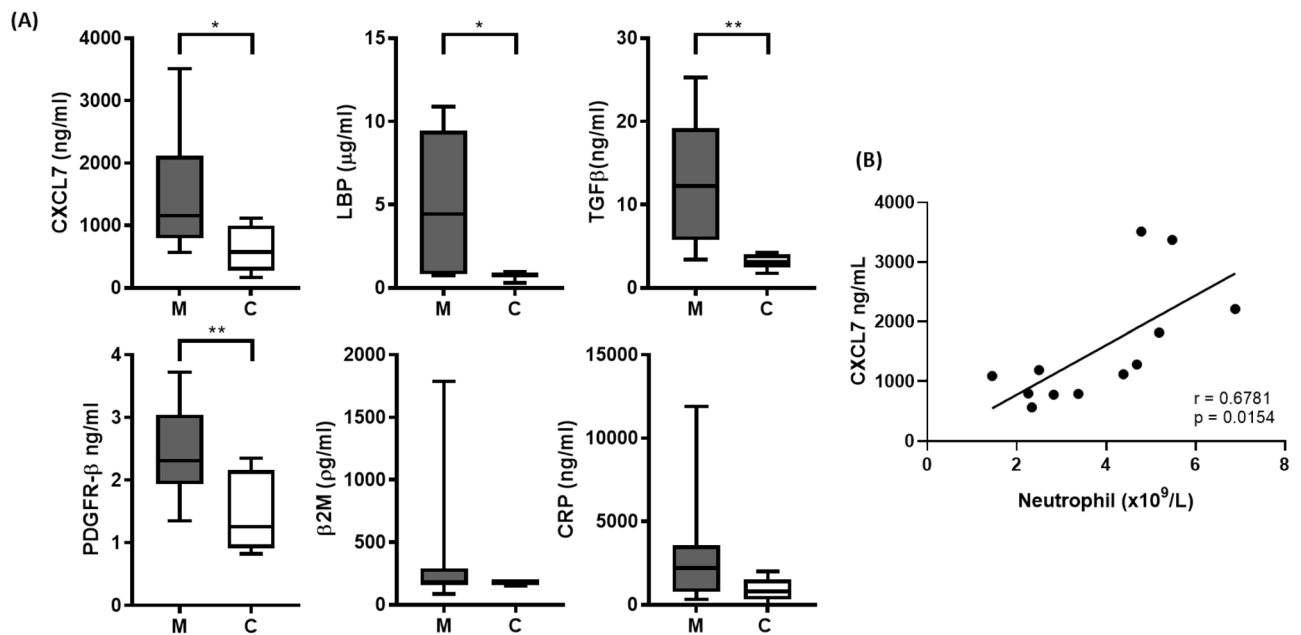 (A)
*
CXCL7 (ng/ml)
4000
3000
2000
1000
0
M C
*
LBP (μg/ml)
15
10
5
0
M C
**
TGFβ(ng/ml)
30
20
10
0
M C
**
PDGFR-β ng/ml
4
3
2
1
0
M C
β2M (ρg/ml)
2000
1500
1000
500
0
M C
CRP (ng/ml)
15000
10000
5000
0
M C
(B)
CXCL7 ng/mL
4000
3000
2000
1000
0
r = 0.6781
p = 0.0154
0 2 4 6 8
Neutrophil (x10⁹/L)